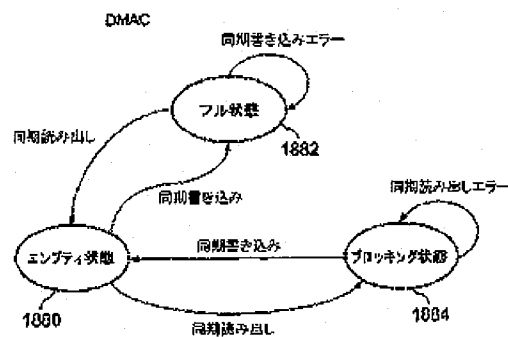 DMAC
同期書き込みエラー
フル状態
1882
同期読み出し
同期書き込み
同期読み出しエラー
エンプティ状態
同期書き込み
ブロッキング状態
1880
1884
同期読み出し